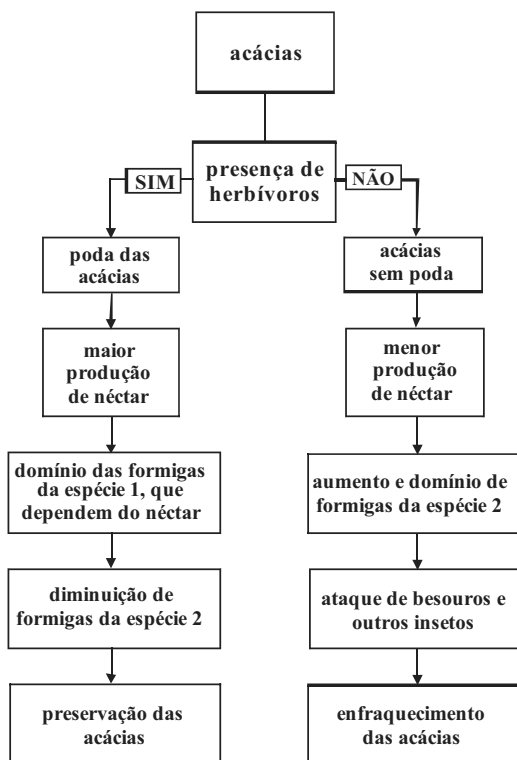 acácias
presença de
herbívoros
SIM
NÃO
poda das
acácias
maior
produção
de néctar
domínio das formigas
da espécie 1, que
dependem do néctar
diminuição de
formigas da espécie 2
preservação das
acácias
acácias
sem poda
menor
produção
de néctar
aumento e domínio de
formigas da espécie 2
ataque de besouros e
outros insetos
enfraquecimento
das acácias